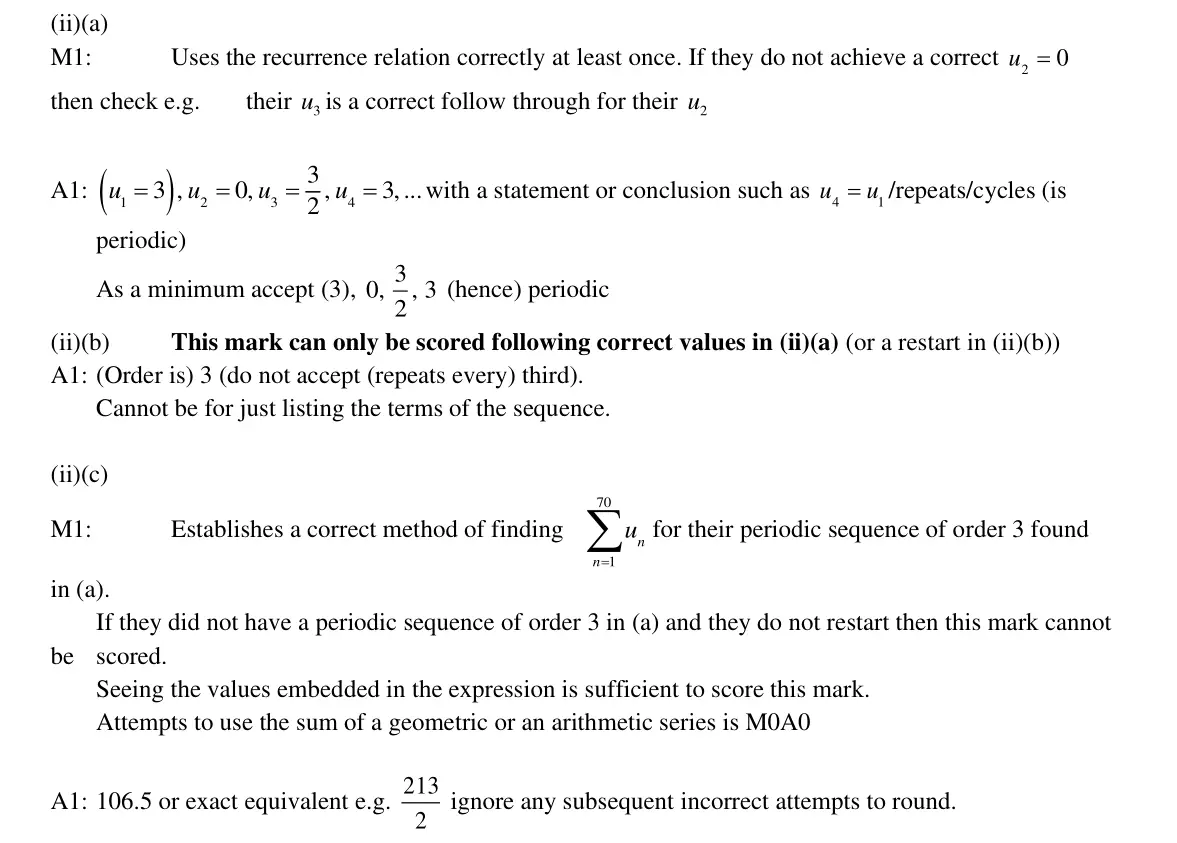 (ii)(a)
M1: Uses the recurrence relation correctly at least once. If they do not achieve a correct u₂ = 0
then check e.g. their u₃ is a correct follow through for their u₂
A1: (u₁ = 3), u₂ = 0, u₃ = 3/2, u₄ = 3, ... with a statement or conclusion such as u₄ = u₁ /repeats/cycles (is
periodic)
As a minimum accept (3), 0, 3/2, 3 (hence) periodic
(ii)(b) This mark can only be scored following correct values in (ii)(a) (or a restart in (ii)(b))
A1: (Order is) 3 (do not accept (repeats every) third).
Cannot be for just listing the terms of the sequence.
(ii)(c)
M1: Establishes a correct method of finding ∑_{n=1}^{70} uₙ for their periodic sequence of order 3 found
in (a).
If they did not have a periodic sequence of order 3 in (a) and they do not restart then this mark cannot
be scored.
Seeing the values embedded in the expression is sufficient to score this mark.
Attempts to use the sum of a geometric or an arithmetic series is M0A0
A1: 106.5 or exact equivalent e.g. 213/2 ignore any subsequent incorrect attempts to round.